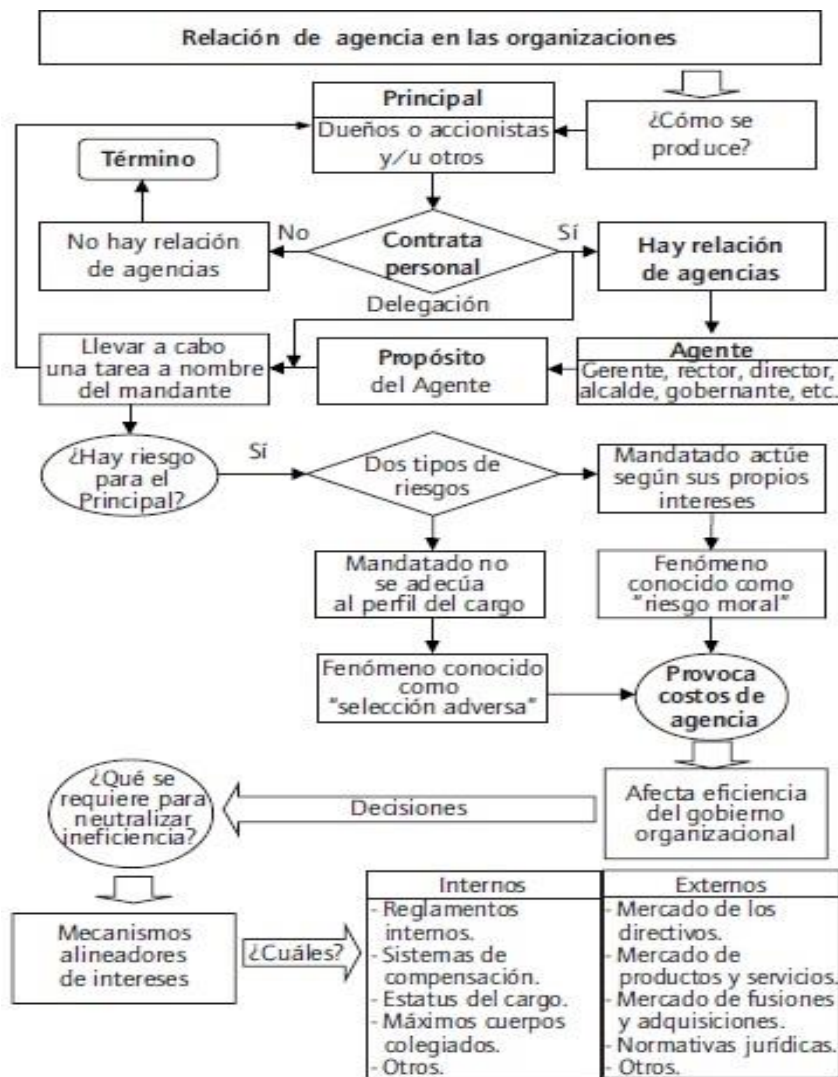 Relación de agencia en las organizaciones
Principal
Dueños o accionistas
y/u otros
¿Cómo se
produce?
Término
No hay relación
de agencias
No
Contrata
personal
Sí
Hay relación
de agencias
Delegación
Llevar a cabo
una tarea a nombre
del mandante
Propósito
del Agente
Agente
Gerente, rector, director,
alcalde, gobernante, etc.
¿Hay riesgo
para el
Principal?
Sí
Dos tipos de
riesgos
Mandatado actúe
según sus propios
intereses
Mandatado no
se adecúa
al perfil del cargo
Fenómeno
conocido como
"riesgo moral"
Fenómeno conocido
como
"selección adversa"
Provoca
costos de
agencia
¿Qué se
requiere para
neutralizar
ineficiencia?
Decisiones
Afecta eficiencia
del gobierno
organizacional
Mecanismos
alineadores
de intereses
¿Cuáles?
Internos
- Reglamentos
internos.
- Sistemas de
compensación.
- Estatus del cargo.
- Máximos cuerpos
colegiados.
- Otros.
Externos
- Mercado de los
directivos.
- Mercado de
productos y servicios.
- Mercado de fusiones
y adquisiciones.
- Normativas jurídicas.
- Otros.